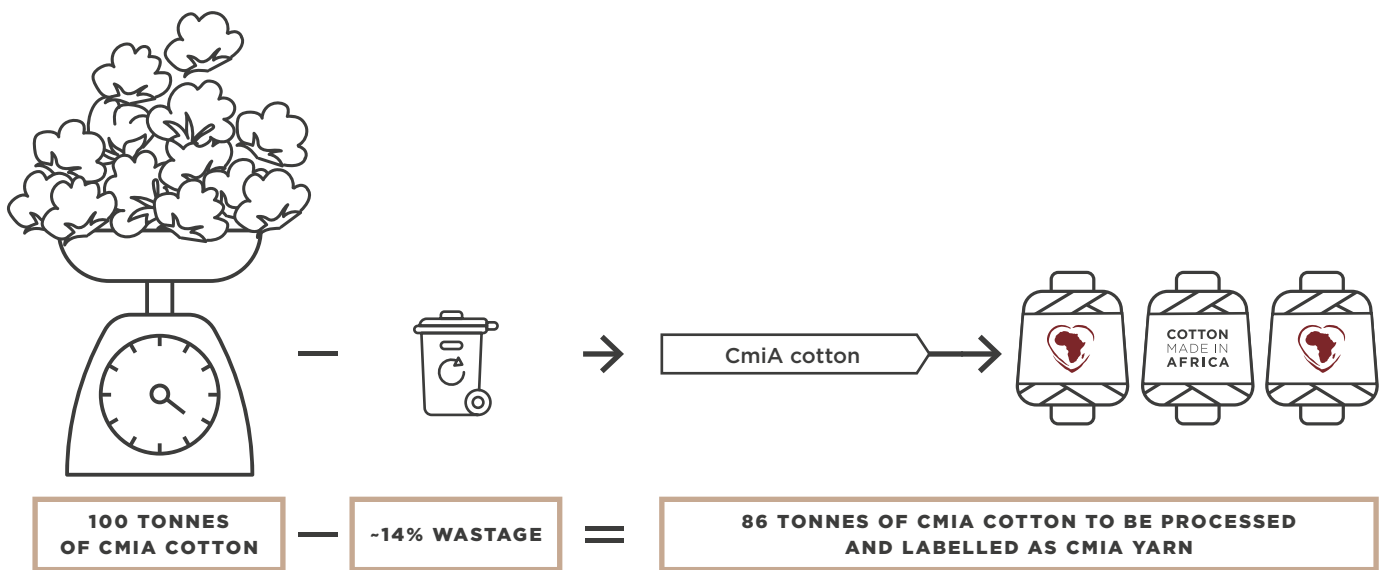 CmiA cotton
COTTON
MADE IN
AFRICA
100 TONNES
OF CMIA COTTON
~14% WASTAGE
86 TONNES OF CMIA COTTON TO BE PROCESSED
AND LABELLED AS CMIA YARN